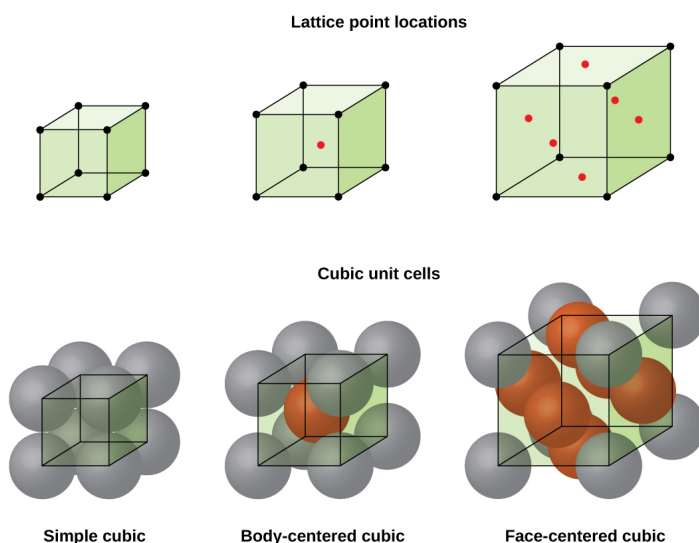 Lattice point locations
Cubic unit cells
Simple cubic
Body-centered cubic
Face-centered cubic